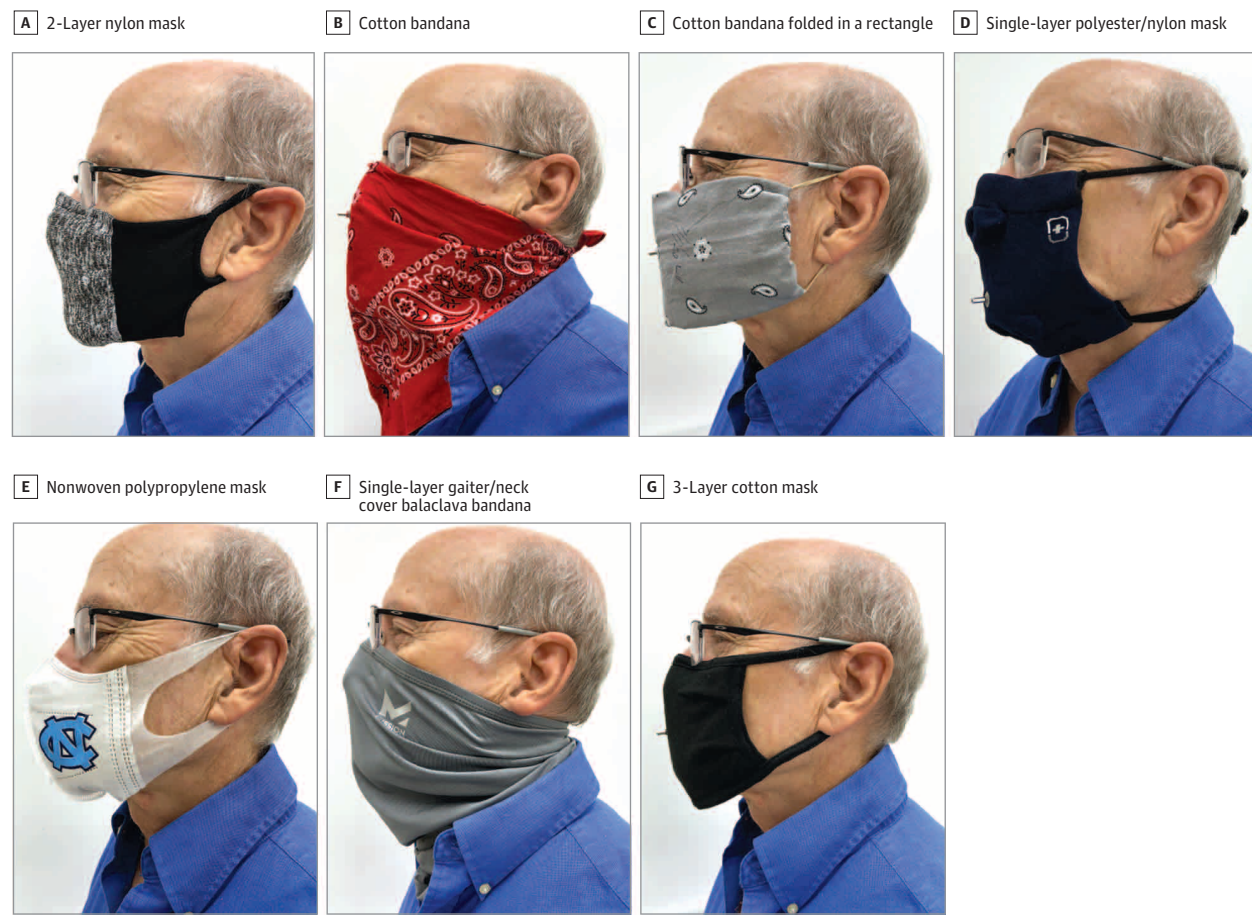 A 2-Layer nylon mask
B Cotton bandana
C Cotton bandana folded in a rectangle
D Single-layer polyester/nylon mask
E Nonwoven polypropylene mask
F Single-layer gaiter/neck
cover balaclava bandana
G 3-Layer cotton mask
NC